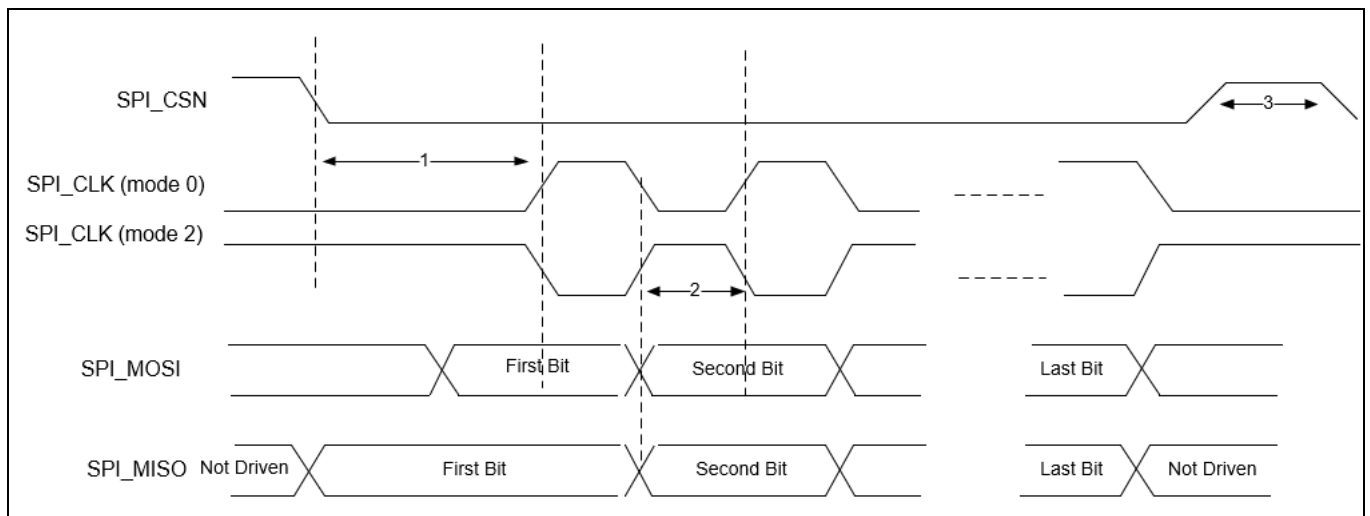 SPI_CSN
3
1
SPI_CLK (mode 0)
SPI_CLK (mode 2)
2
SPI_MOSI First Bit Second Bit Last Bit
SPI_MISO Not Driven First Bit Second Bit Last Bit Not Driven